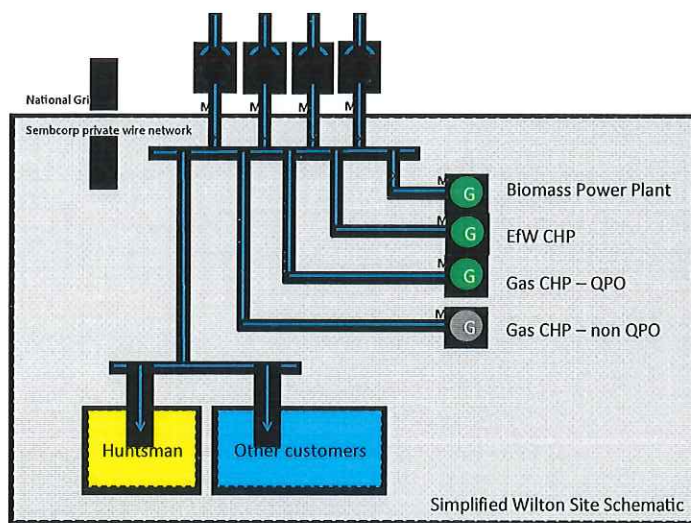 National Gri
M M M M
Sembcorp private wire network
M
G Biomass Power Plant
M
G EfW CHP
M
G Gas CHP – QPO
M
G Gas CHP – non QPO
Huntsman
Other customers
Simplified Wilton Site Schematic